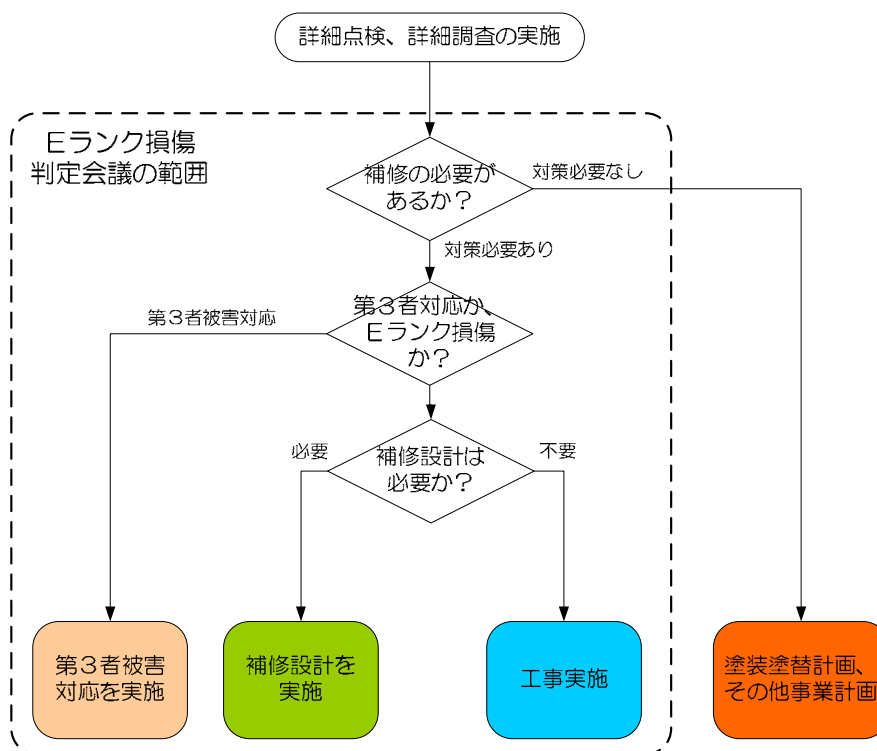 詳細点検、詳細調査の実施
Eランク損傷
判定会議の範囲
補修の必要が
あるか？
対策必要なし
対策必要あり
第３者対応か、
Eランク損傷
か？
第３者被害対応
補修設計は
必要か？
必要
不要
第３者被害
対応を実施
補修設計を
実施
工事実施
塗装塗替計画、
その他事業計画